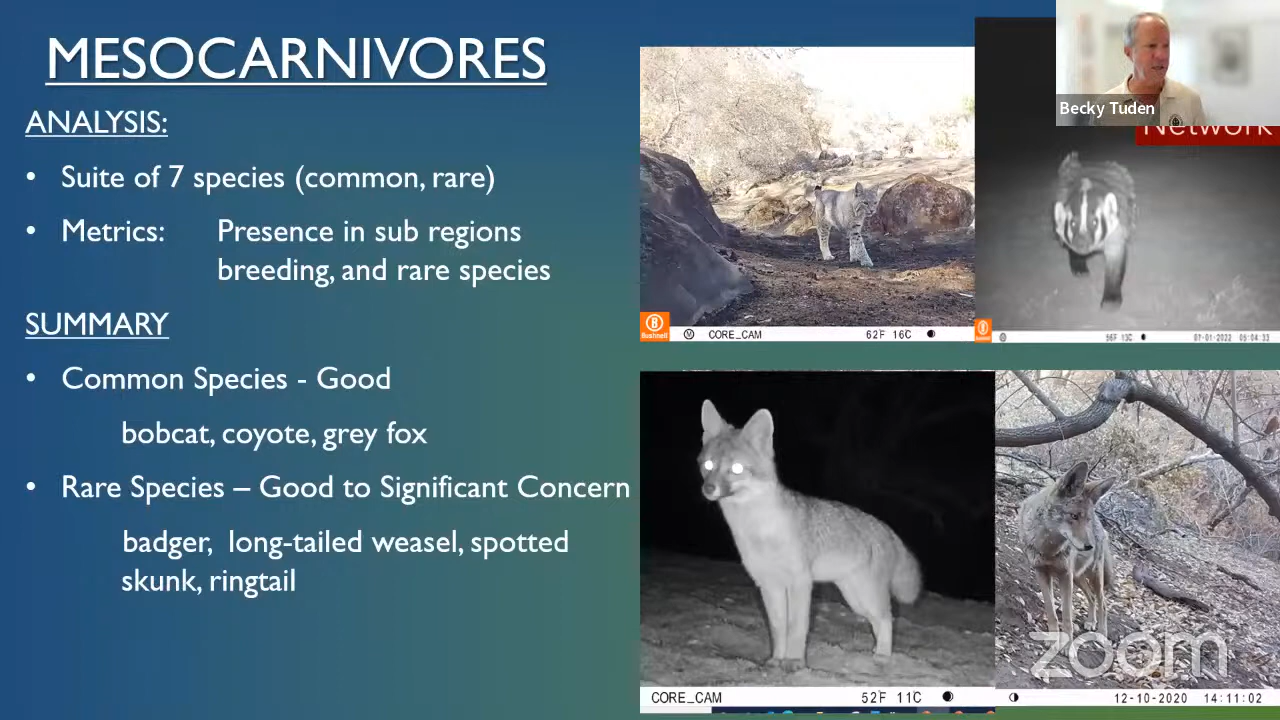 MESOCARNIVORES
ANALYSIS:
• Suite of 7 species (common, rare)
• Metrics: Presence in sub regions
breeding, and rare species
SUMMARY
• Common Species - Good
bobcat, coyote, grey fox
• Rare Species – Good to Significant Concern
badger, long-tailed weasel, spotted
skunk, ringtail
Becky Tuden
Network
Bushnell
CORE_CAM 62F 16C
56F 13C 07-01-2022 05:04:33
CORE_CAM 52F 11C
12-10-2020 14:11:02
zoom